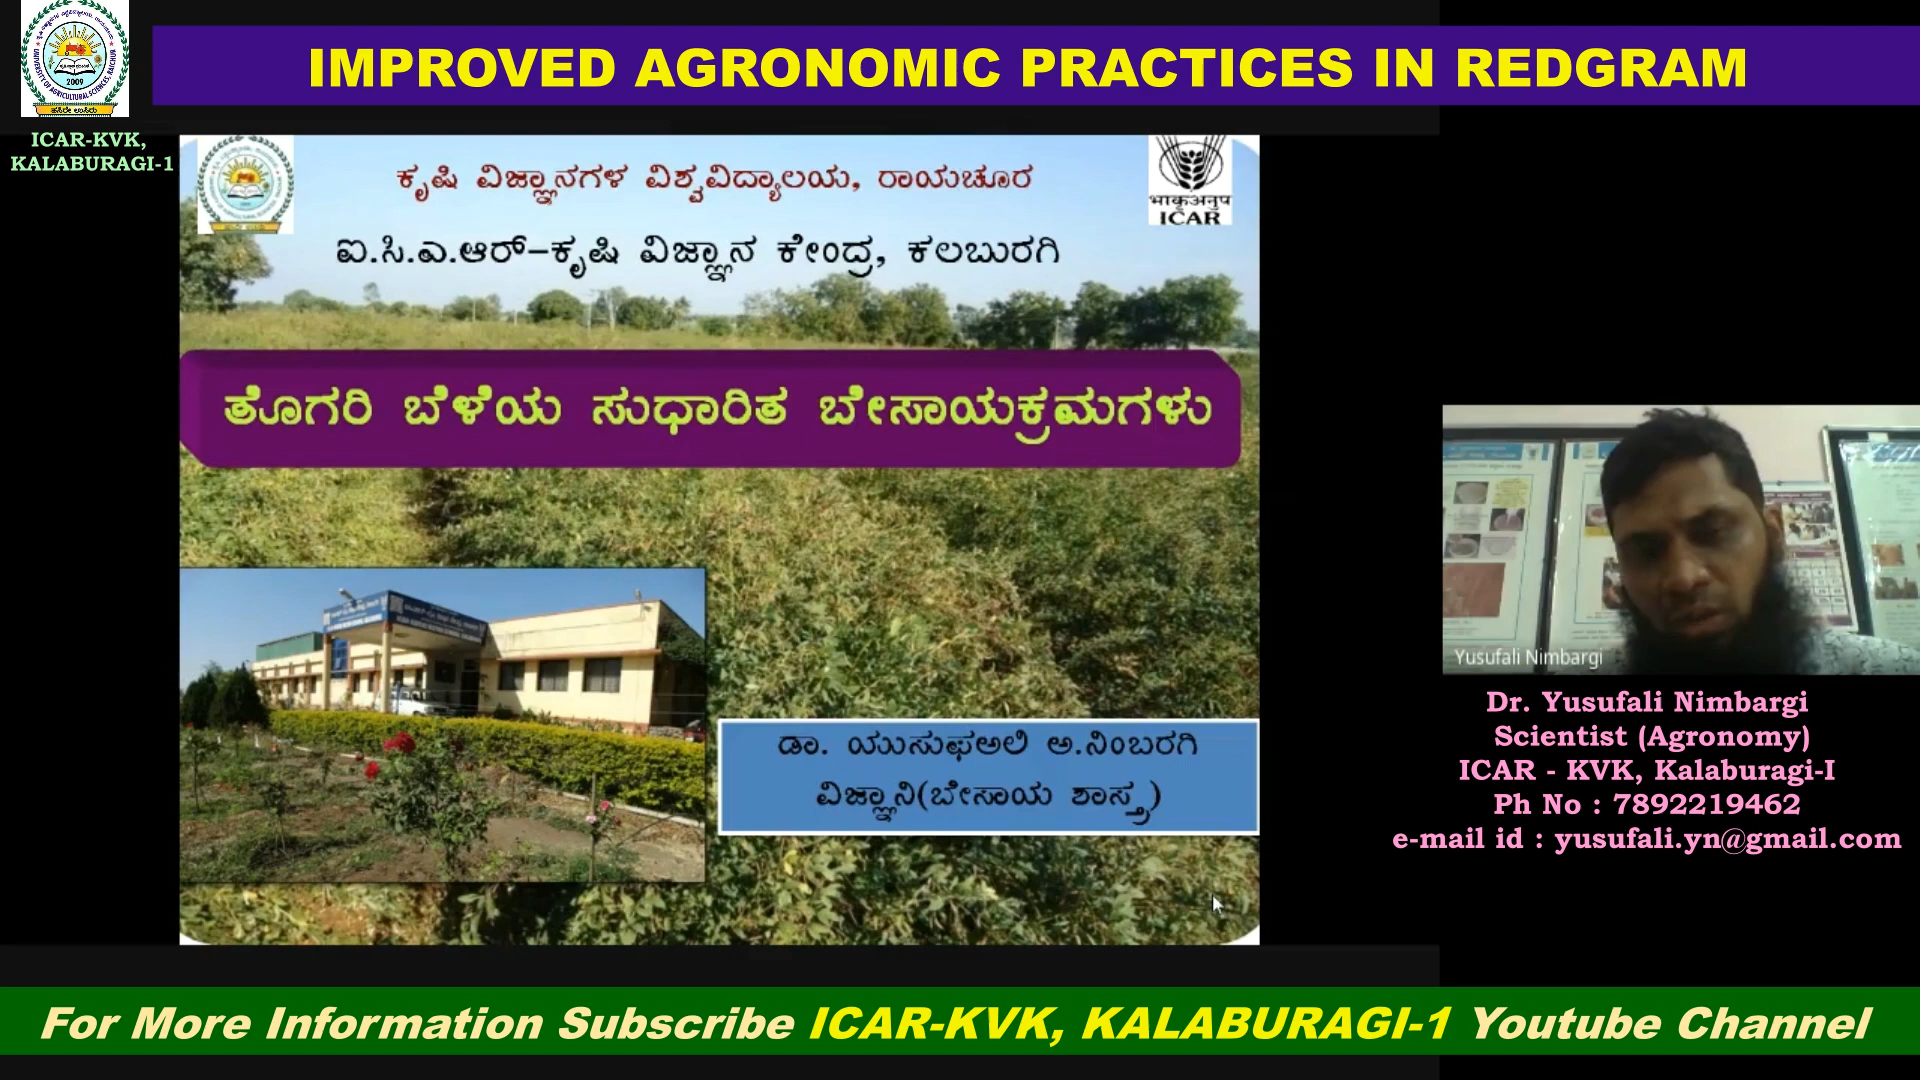 IMPROVED AGRONOMIC PRACTICES IN REDGRAM
2009
ICAR-KVK,
KALABURAGI-1
ಕೃಷಿ ವಿಜ್ಞಾನಗಳ ವಿಶ್ವವಿದ್ಯಾಲಯ, ರಾಯಚೂರ
भाकृअनुप
ICAR
ಐ.ಸಿ.ಎ.ಆರ್-ಕೃಷಿ ವಿಜ್ಞಾನ ಕೇಂದ್ರ, ಕಲಬುರಗಿ
ತೊಗರಿ ಬೆಳೆಯ ಸುಧಾರಿತ ಬೇಸಾಯಕ್ರಮಗಳು
ಡಾ. ಯುಸುಫಅಲಿ ಅ.ನಿಂಬರಗಿ
ವಿಜ್ಞಾನಿ(ಬೇಸಾಯ ಶಾಸ್ತ್ರ)
Yusufali Nimbargi
Dr. Yusufali Nimbargi
Scientist (Agronomy)
ICAR - KVK, Kalaburagi-I
Ph No : 7892219462
e-mail id : yusufali.yn@gmail.com
For More Information Subscribe ICAR-KVK, KALABURAGI-1 Youtube Channel